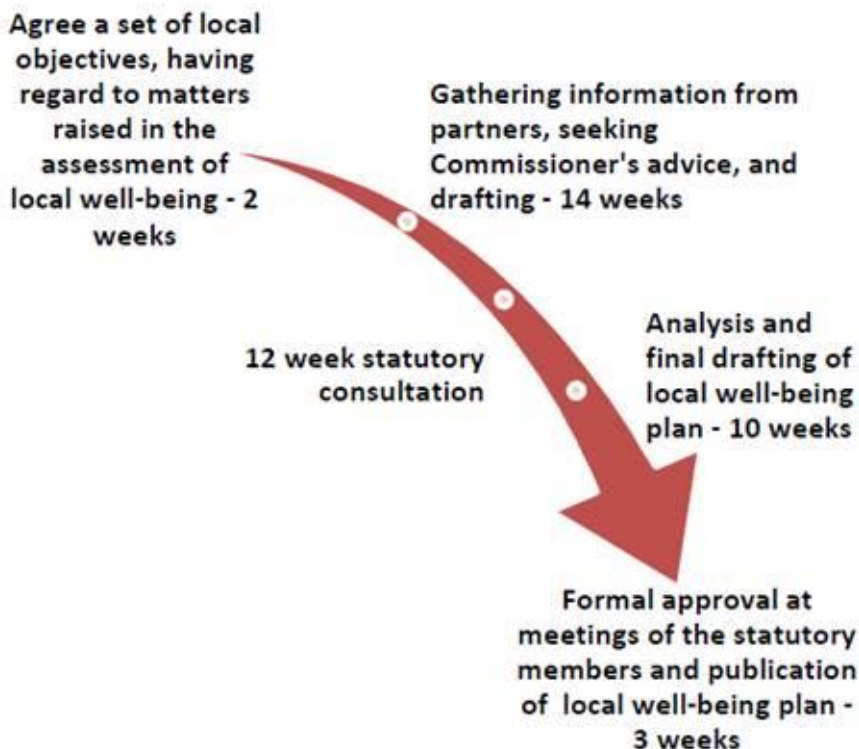 Agree a set of local
objectives, having
regard to matters
raised in the
assessment of
local well-being - 2
weeks
Gathering information from
partners, seeking
Commissioner's advice, and
drafting - 14 weeks
12 week statutory
consultation
Analysis and
final drafting of
local well-being
plan - 10 weeks
Formal approval at
meetings of the statutory
members and publication
of local well-being plan -
3 weeks